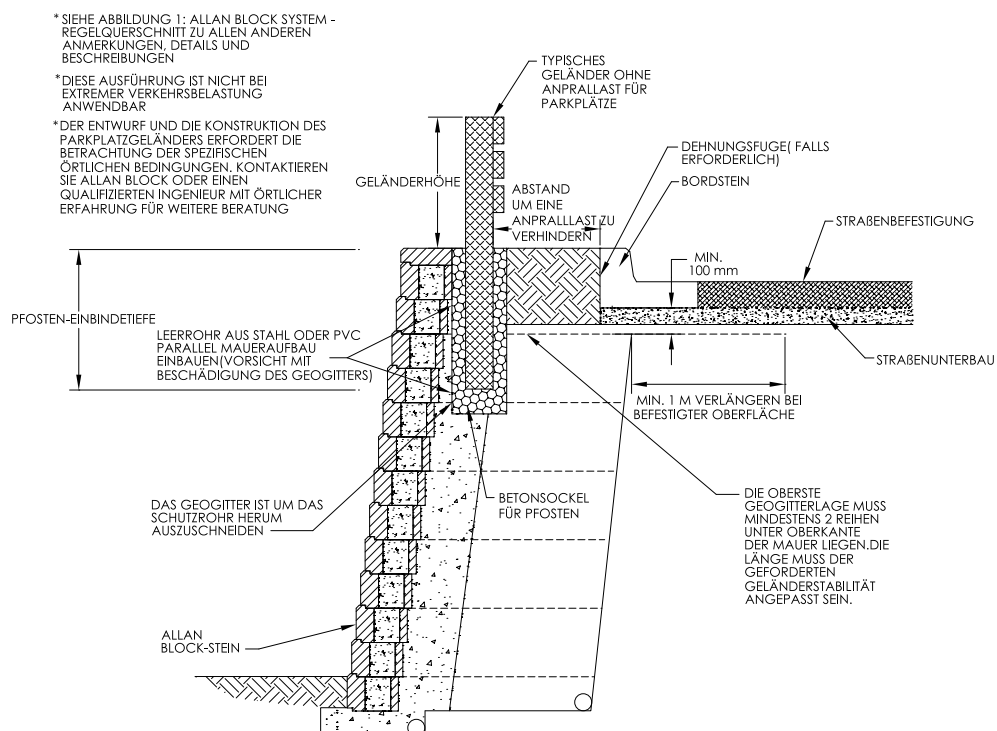 * SIEHE ABBILDUNG 1: ALLAN BLOCK SYSTEM -
REGELQUERSCHNITT ZU ALLEN ANDEREN
ANMERKUNGEN, DETAILS UND
BESCHREIBUNGEN
*DIESE AUSFÜHRUNG IST NICHT BEI
EXTREMER VERKEHRSBELASTUNG
ANWENDBAR
*DER ENTWURF UND DIE KONSTRUKTION DES
PARKPLATZGELÄNDERS ERFORDERT DIE
BETRACHTUNG DER SPEZIFISCHEN
ÖRTLICHEN BEDINGUNGEN. KONTAKTIEREN
SIE ALLAN BLOCK ODER EINEN
QUALIFIZIERTEN INGENIEUR MIT ÖRTLICHER
ERFAHRUNG FÜR WEITERE BERATUNG
TYPISCHES
GELÄNDER OHNE
ANPRALLAST FÜR
PARKPLÄTZE
GELÄNDERHÖHE
ABSTAND
UM EINE
ANPRALLLAST ZU
VERHINDERN
DEHNUNGSFUGE( FALLS
ERFORDERLICH)
BORDSTEIN
STRAßENBEFESTIGUNG
MIN.
100 mm
PFOSTEN-EINBINDETIEFE
LEERROHR AUS STAHL ODER PVC
PARALLEL MAUERAUFBAU
EINBAUEN(VORSICHT MIT
BESCHÄDIGUNG DES GEOGITTERS)
STRAßENUNTERBAU
MIN. 1 M VERLÄNGERN BEI
BEFESTIGTER OBERFLÄCHE
DAS GEOGITTER IST UM DAS
SCHUTZROHR HERUM
AUSZUSCHNEIDEN
BETONSOCKEL
FÜR PFOSTEN
DIE OBERSTE
GEOGITTERLAGE MUSS
MINDESTENS 2 REIHEN
UNTER OBERKANTE
DER MAUER LIEGEN.DIE
LÄNGE MUSS DER
GEFORDERTEN
GELÄNDERSTABILITÄT
ANGEPASST SEIN.
ALLAN
BLOCK-STEIN